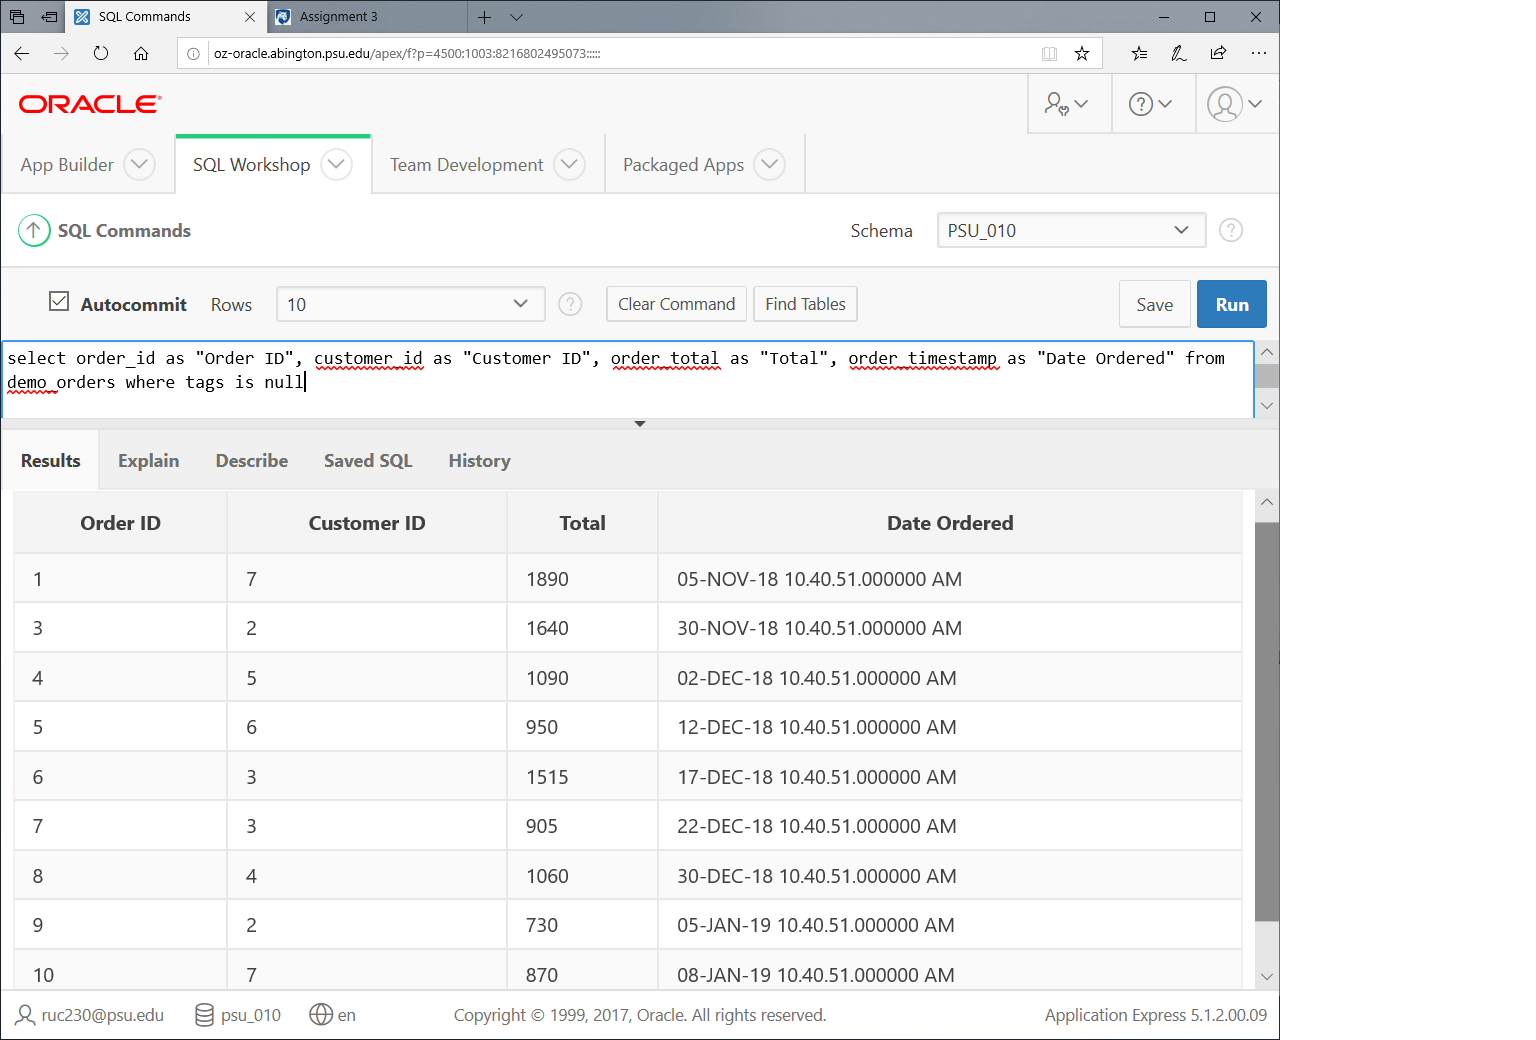 SQL Commands
Assignment 3
oz-oracle.abington.psu.edu/apex/f?p=4500:1003:8216802495073:::::
ORACLE
App Builder
SQL Workshop
Team Development
Packaged Apps
SQL Commands
Schema
PSU_010
Autocommit
Rows
10
Clear Command
Find Tables
Save
Run
select order_id as "Order ID", customer_id as "Customer ID", order_total as "Total", order_timestamp as "Date Ordered" from
demo_orders where tags is null
Results Explain Describe Saved SQL History
Order ID Customer ID Total Date Ordered
1 7 1890 05-NOV-18 10.40.51.000000 AM
3 2 1640 30-NOV-18 10.40.51.000000 AM
4 5 1090 02-DEC-18 10.40.51.000000 AM
5 6 950 12-DEC-18 10.40.51.000000 AM
6 3 1515 17-DEC-18 10.40.51.000000 AM
7 3 905 22-DEC-18 10.40.51.000000 AM
8 4 1060 30-DEC-18 10.40.51.000000 AM
9 2 730 05-JAN-19 10.40.51.000000 AM
10 7 870 08-JAN-19 10.40.51.000000 AM
ruc230@psu.edu psu_010 en Copyright © 1999, 2017, Oracle. All rights reserved. Application Express 5.1.2.00.09